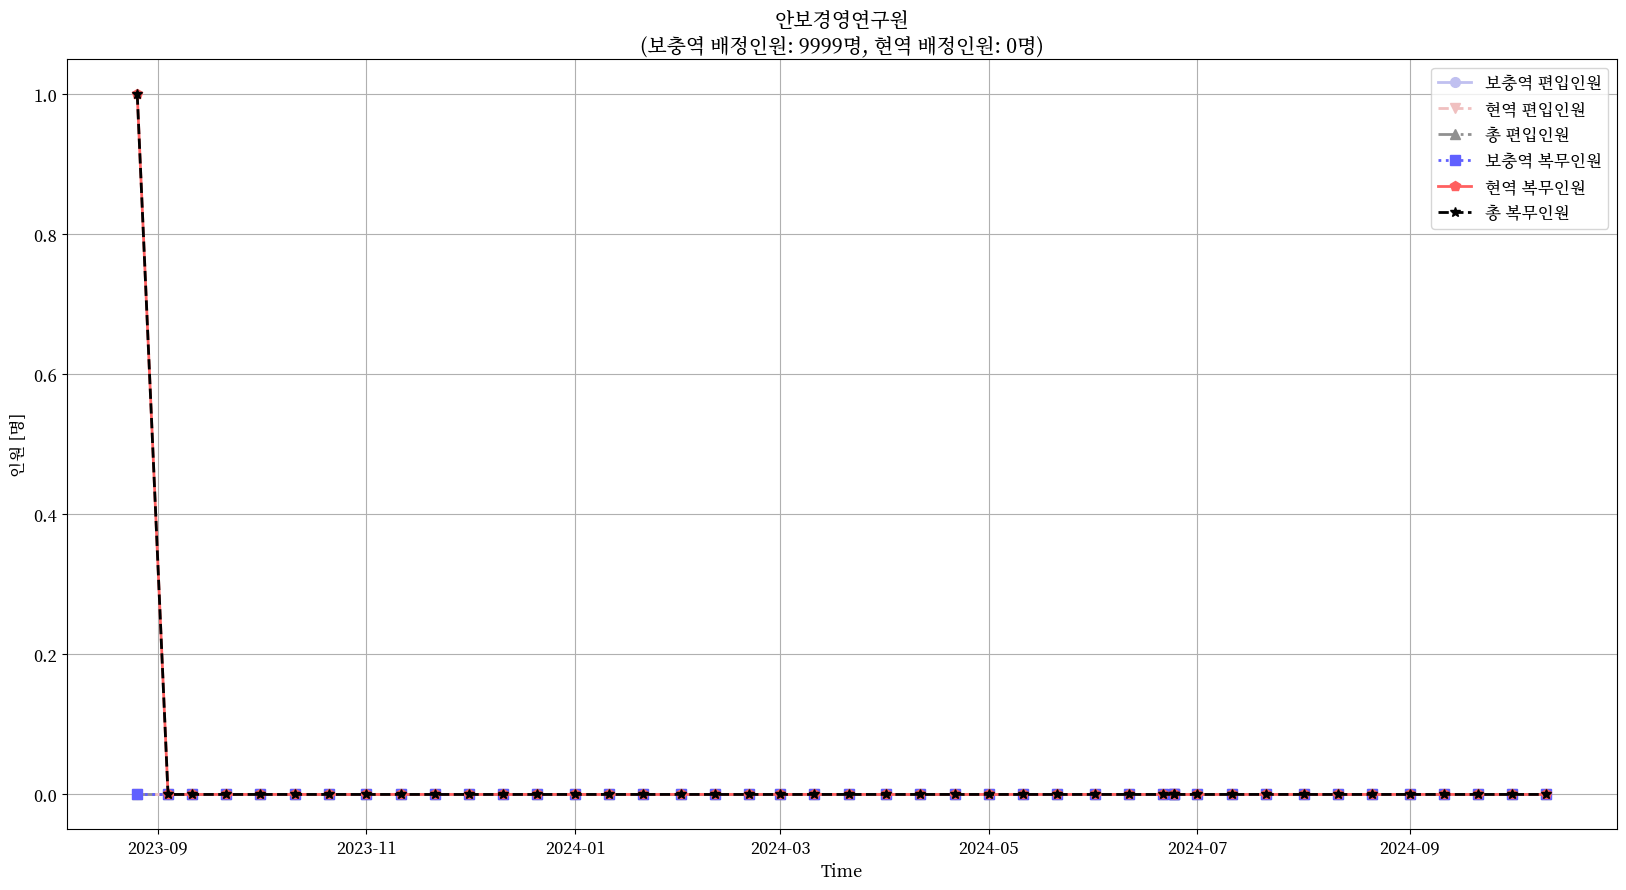 안보경영연구원
(보충역 배정인원: 9999명, 현역 배정인원: 0명)
보충역 편입인원
현역 편입인원
총 편입인원
보충역 복무인원
현역 복무인원
총 복무인원
인원 [명]
1.0
0.8
0.6
0.4
0.2
0.0
2023-09
2023-11
2024-01
2024-03
2024-05
2024-07
2024-09
Time